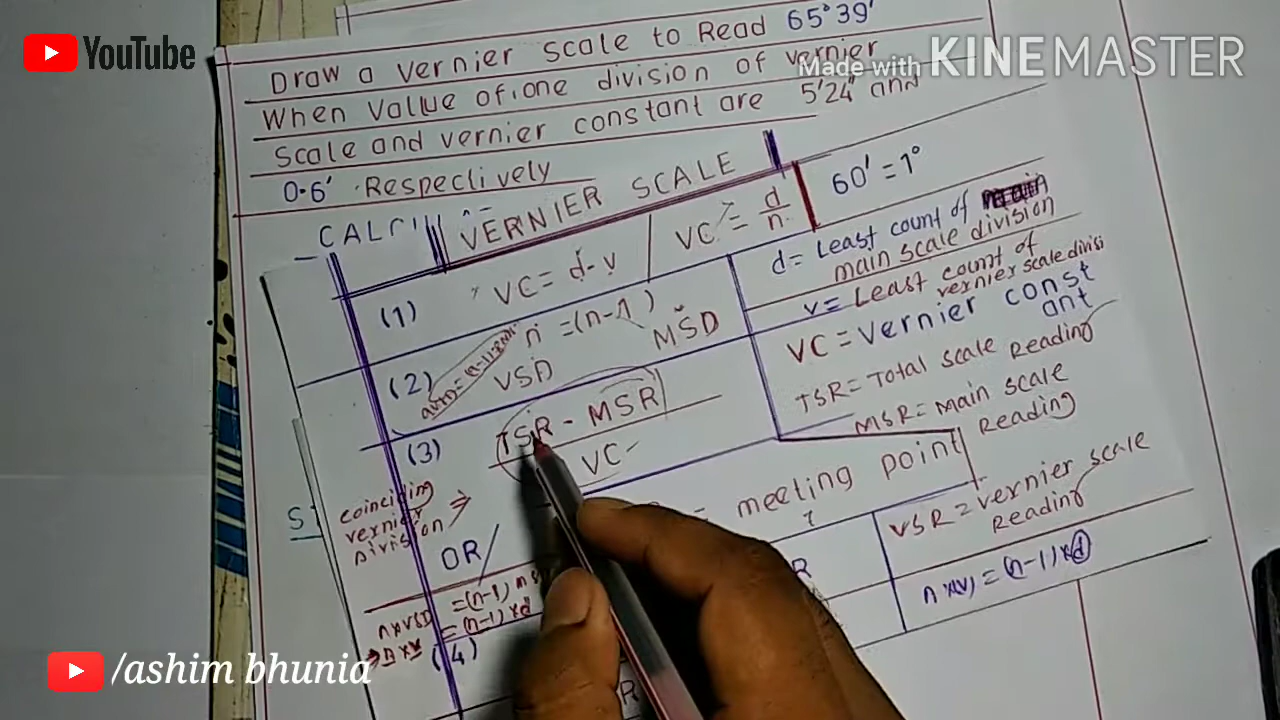 YouTube
Made with KINEMASTER
Draw a vernier scale to Read 65°39'
When value of one division of vernier
scale and vernier constant are 5'24" and
0.6' Respeclively
VERNIER SCALE
60' = 1°
(1) VC = d-v
VC = d/n
d = Least count of
main scale division
v = Least count of
vernier scale divisi
(2) n = (n-1)
VSD MSD
VC = vernier const
ant
TSR = Total scale Reading
MSR = Main scale
Reading
(3) TSR - MSR
VC
coinciding
vernier
Division ⇒
= meeting point
VSR = vernier scale
Reading
OR/
n×VSD = (n-1)
= (n-1)×d
n×(v) = (n-1)×d
(4)
/ashim bhunia